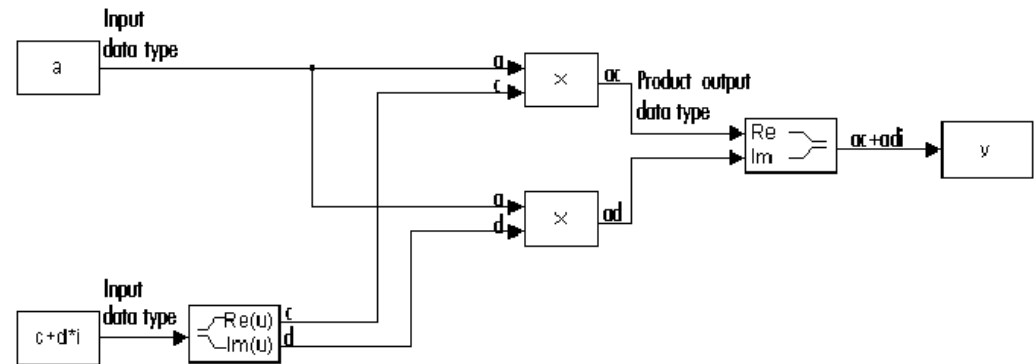 Input
data type
a
a
c
×
ac
Product output
data type
Re
Im
ac+adi
y
a
d
×
ad
Input
data type
c+d*i
Re(u)
Im(u)
c
d